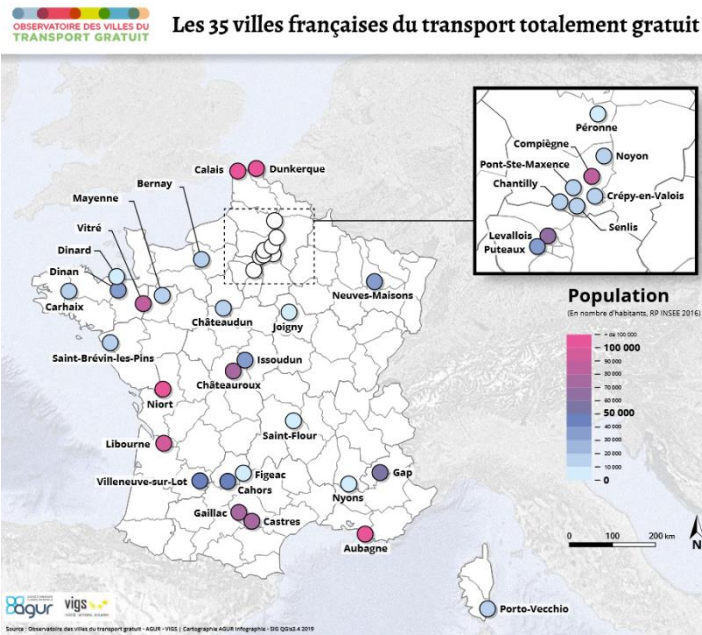 OBSERVATOIRE DES VILLES DU
TRANSPORT GRATUIT
Les 35 villes françaises du transport totalement gratuit
Péronne
Compiègne
Noyon
Pont-Ste-Maxence
Chantilly
Crépy-en-Valois
Senlis
Levallois
Puteaux
Calais
Dunkerque
Bernay
Mayenne
Vitré
Dinard
Dinan
Carhaix
Neuves-Maisons
Châteaudun
Joigny
Saint-Brévin-les-Pins
Issoudun
Châteauroux
Niort
Saint-Flour
Libourne
Villeneuve-sur-Lot
Figeac
Cahors
Gap
Nyons
Gaillac
Castres
Aubagne
Porto-Vecchio
Population
(En nombre d'habitants, RP INSEE 2016)
+ de 100 000
100 000
90 000
80 000
70 000
60 000
50 000
40 000
30 000
20 000
10 000
0
0 100 200 km
N
agur
vigs
Source : Observatoire des villes du transport gratuit - AGUR - VIGS | Cartographie AGUR Infographie - SIG QGis3.4 2019